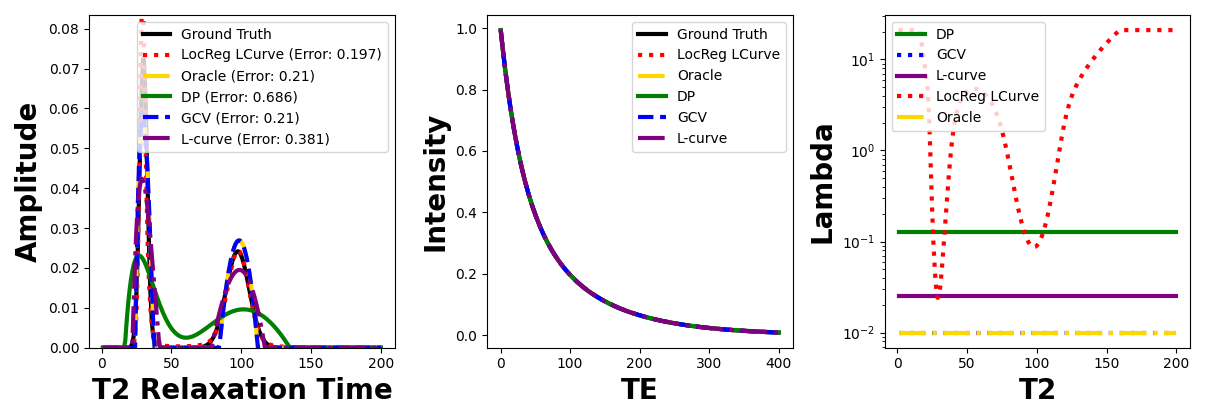 0.08
0.07
0.06
0.05
0.04
0.03
0.02
0.01
0.00
Amplitude
Ground Truth
LocReg LCurve (Error: 0.197)
Oracle (Error: 0.21)
DP (Error: 0.686)
GCV (Error: 0.21)
L-curve (Error: 0.381)
0 50 100 150 200
T2 Relaxation Time
1.0
0.8
0.6
0.4
0.2
0.0
Intensity
Ground Truth
LocReg LCurve
Oracle
DP
GCV
L-curve
0 100 200 300 400
TE
10¹
10⁰
10⁻¹
10⁻²
Lambda
DP
GCV
L-curve
LocReg LCurve
Oracle
0 50 100 150 200
T2